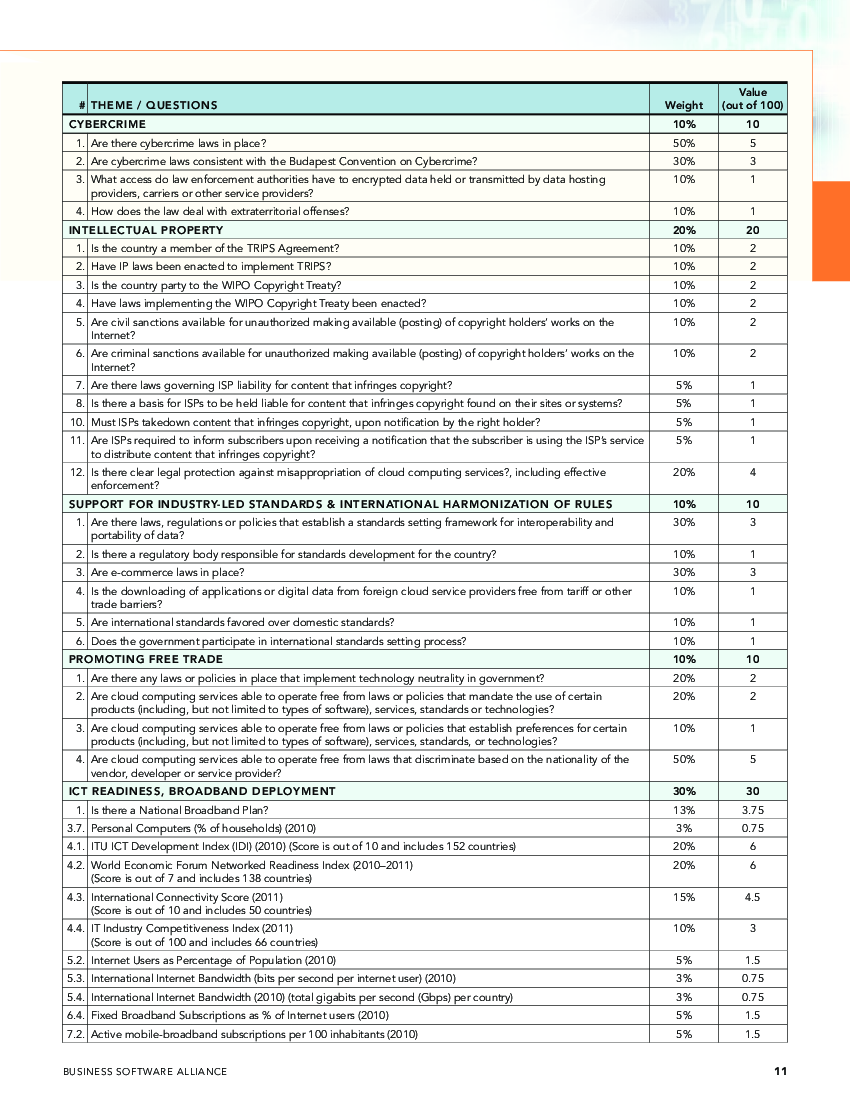 # THEME / QUESTIONS Weight Value (out of 100)
CYBERCRIME 10% 10
1. Are there cybercrime laws in place? 50% 5
2. Are cybercrime laws consistent with the Budapest Convention on Cybercrime? 30% 3
3. What access do law enforcement authorities have to encrypted data held or transmitted by data hosting 10% 1
providers, carriers or other service providers?
4. How does the law deal with extraterritorial offenses? 10% 1
INTELLECTUAL PROPERTY 20% 20
1. Is the country a member of the TRIPS Agreement? 10% 2
2. Have IP laws been enacted to implement TRIPS? 10% 2
3. Is the country party to the WIPO Copyright Treaty? 10% 2
4. Have laws implementing the WIPO Copyright Treaty been enacted? 10% 2
5. Are civil sanctions available for unauthorized making available (posting) of copyright holders' works on the 10% 2
Internet?
6. Are criminal sanctions available for unauthorized making available (posting) of copyright holders' works on the 10% 2
Internet?
7. Are there laws governing ISP liability for content that infringes copyright? 5% 1
8. Is there a basis for ISPs to be held liable for content that infringes copyright found on their sites or systems? 5% 1
10. Must ISPs takedown content that infringes copyright, upon notification by the right holder? 5% 1
11. Are ISPs required to inform subscribers upon receiving a notification that the subscriber is using the ISP's service 5% 1
to distribute content that infringes copyright?
12. Is there clear legal protection against misappropriation of cloud computing services?, including effective 20% 4
enforcement?
SUPPORT FOR INDUSTRY-LED STANDARDS & INTERNATIONAL HARMONIZATION OF RULES 10% 10
1. Are there laws, regulations or policies that establish a standards setting framework for interoperability and 30% 3
portability of data?
2. Is there a regulatory body responsible for standards development for the country? 10% 1
3. Are e-commerce laws in place? 30% 3
4. Is the downloading of applications or digital data from foreign cloud service providers free from tariff or other 10% 1
trade barriers?
5. Are international standards favored over domestic standards? 10% 1
6. Does the government participate in international standards setting process? 10% 1
PROMOTING FREE TRADE 10% 10
1. Are there any laws or policies in place that implement technology neutrality in government? 20% 2
2. Are cloud computing services able to operate free from laws or policies that mandate the use of certain 20% 2
products (including, but not limited to types of software), services, standards or technologies?
3. Are cloud computing services able to operate free from laws or policies that establish preferences for certain 10% 1
products (including, but not limited to types of software), services, standards, or technologies?
4. Are cloud computing services able to operate free from laws that discriminate based on the nationality of the 50% 5
vendor, developer or service provider?
ICT READINESS, BROADBAND DEPLOYMENT 30% 30
1. Is there a National Broadband Plan? 13% 3.75
3.7. Personal Computers (% of households) (2010) 3% 0.75
4.1. ITU ICT Development Index (IDI) (2010) (Score is out of 10 and includes 152 countries) 20% 6
4.2. World Economic Forum Networked Readiness Index (2010–2011) 20% 6
(Score is out of 7 and includes 138 countries)
4.3. International Connectivity Score (2011) 15% 4.5
(Score is out of 10 and includes 50 countries)
4.4. IT Industry Competitiveness Index (2011) 10% 3
(Score is out of 100 and includes 66 countries)
5.2. Internet Users as Percentage of Population (2010) 5% 1.5
5.3. International Internet Bandwidth (bits per second per internet user) (2010) 3% 0.75
5.4. International Internet Bandwidth (2010) (total gigabits per second (Gbps) per country) 3% 0.75
6.4. Fixed Broadband Subscriptions as % of Internet users (2010) 5% 1.5
7.2. Active mobile-broadband subscriptions per 100 inhabitants (2010) 5% 1.5
BUSINESS SOFTWARE ALLIANCE 11